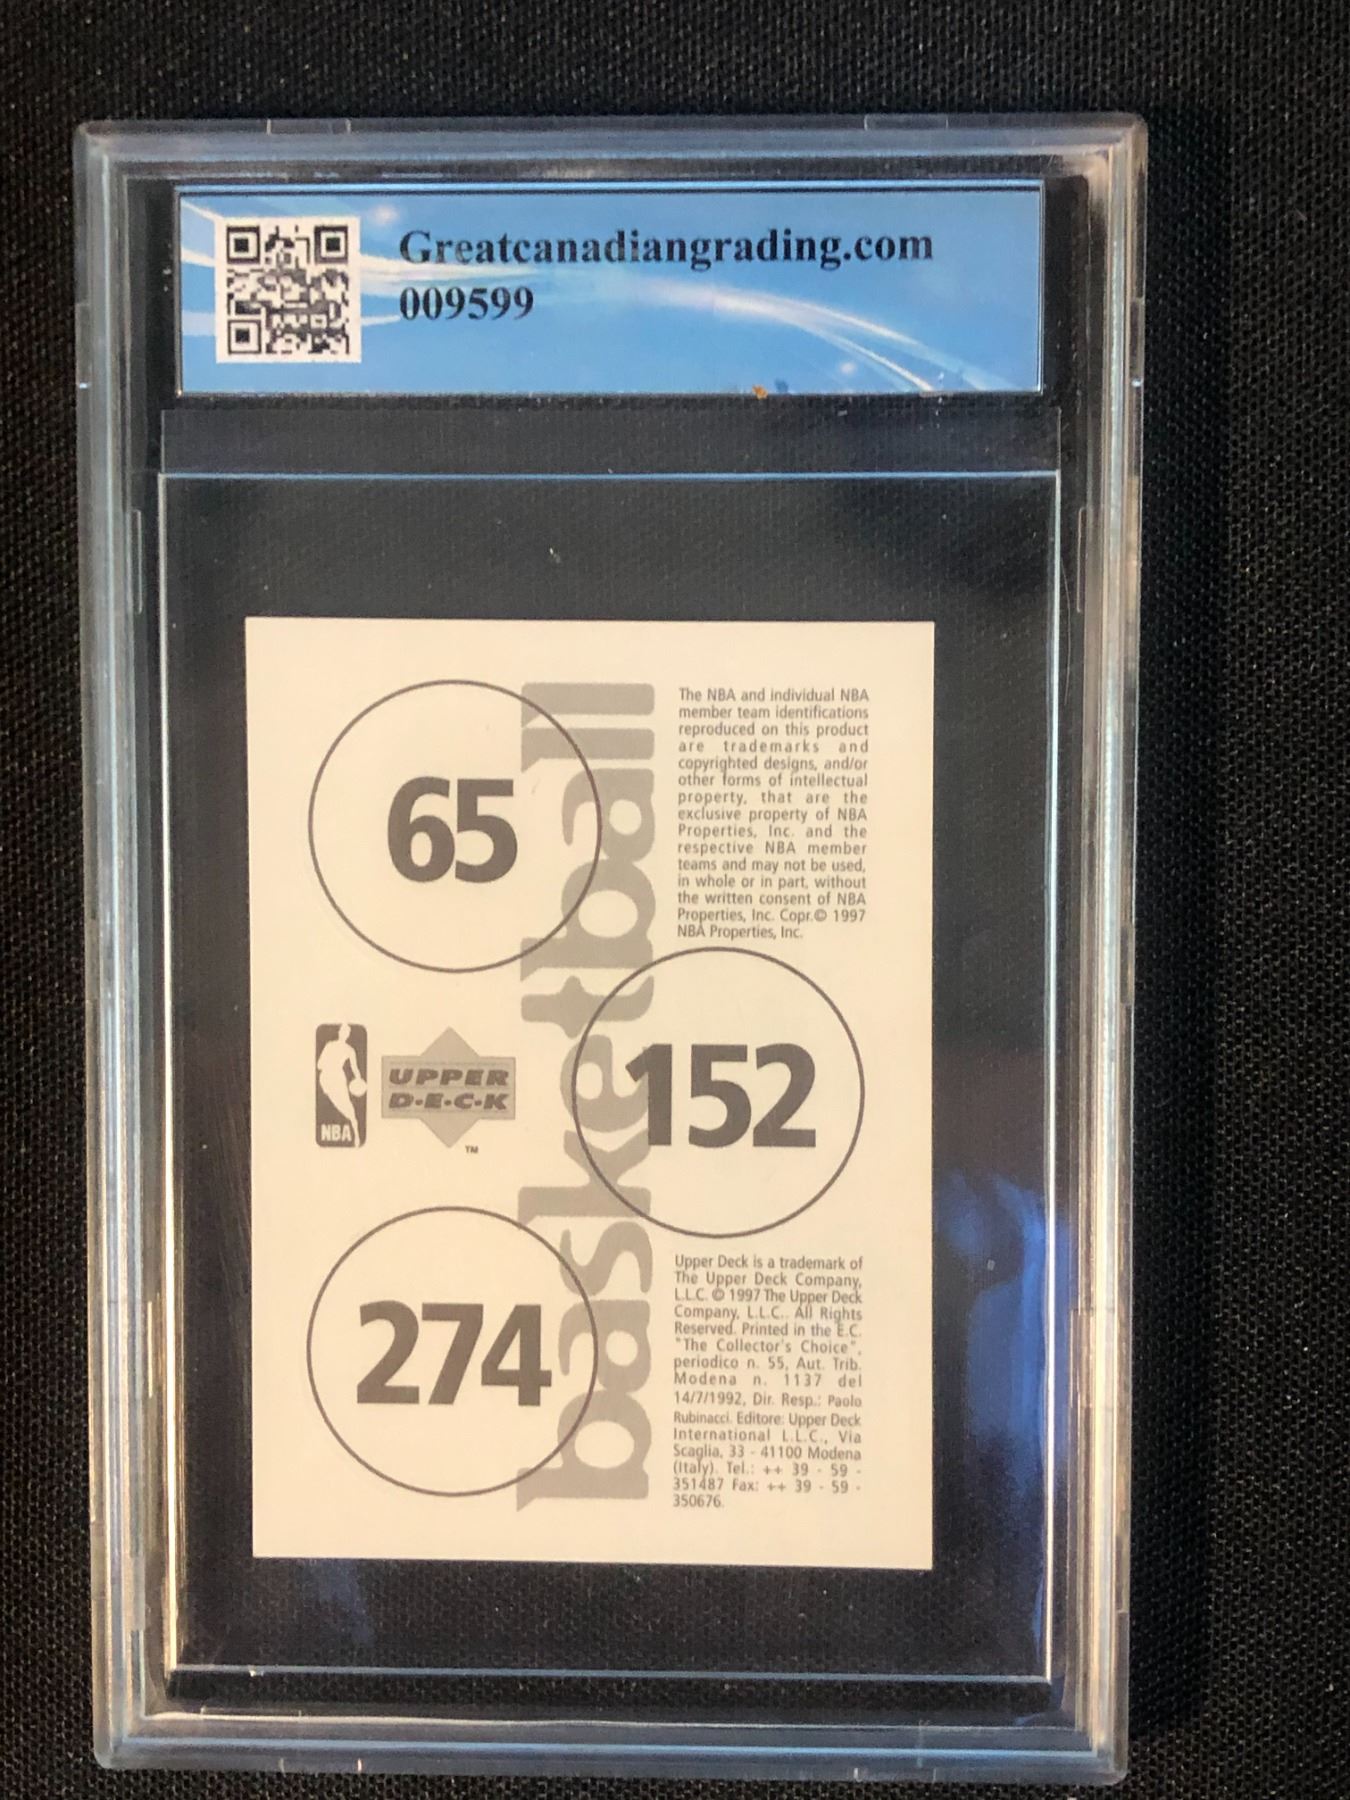 Greatcanadiangrading.com
009599
65
The NBA and individual NBA
member team identifications
reproduced on this product
are trademarks and
copyrighted designs, and/or
other forms of intellectual
property, that are the
exclusive property of NBA
Properties, Inc. and the
respective NBA member
teams and may not be used,
in whole or in part, without
the written consent of NBA
Properties, Inc. Copr.© 1997
NBA Properties, Inc.
basketball
NBA
UPPER
D·E·C·K
™
152
274
Upper Deck is a trademark of
The Upper Deck Company,
L.L.C. © 1997 The Upper Deck
Company, L.L.C.. All Rights
Reserved. Printed in the E.C.
"The Collector's Choice",
periodico n. 55, Aut. Trib.
Modena n. 1137 del
14/7/1992, Dir. Resp.: Paolo
Rubinacci. Editore: Upper Deck
International L.L.C., Via
Scaglia, 33 - 41100 Modena
(Italy). Tel.: ++ 39 - 59 -
351487 Fax: ++ 39 - 59 -
350676.